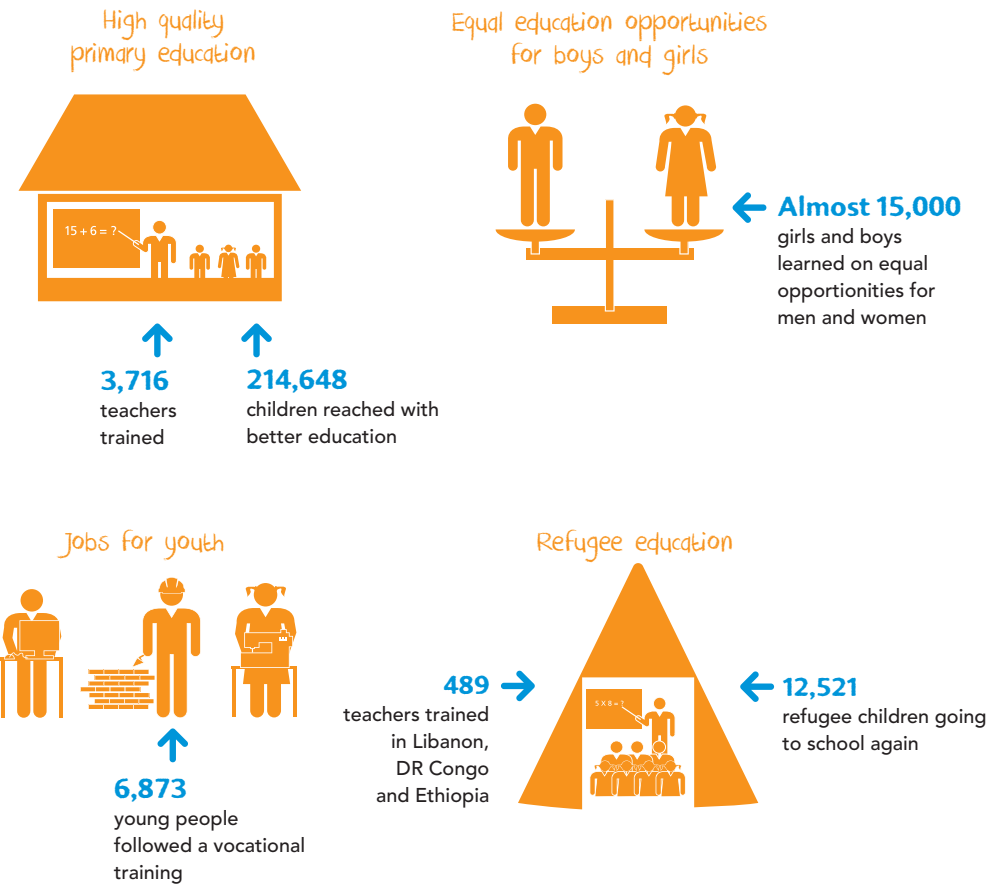 High quality
primary education
15 + 6 = ?
3,716
teachers
trained
214,648
children reached with
better education
Equal education opportunities
for boys and girls
Almost 15,000
girls and boys
learned on equal
opportionities for
men and women
Jobs for youth
6,873
young people
followed a vocational
training
Refugee education
489
teachers trained
in Libanon,
DR Congo
and Ethiopia
5 X 8 = ?
12,521
refugee children going
to school again